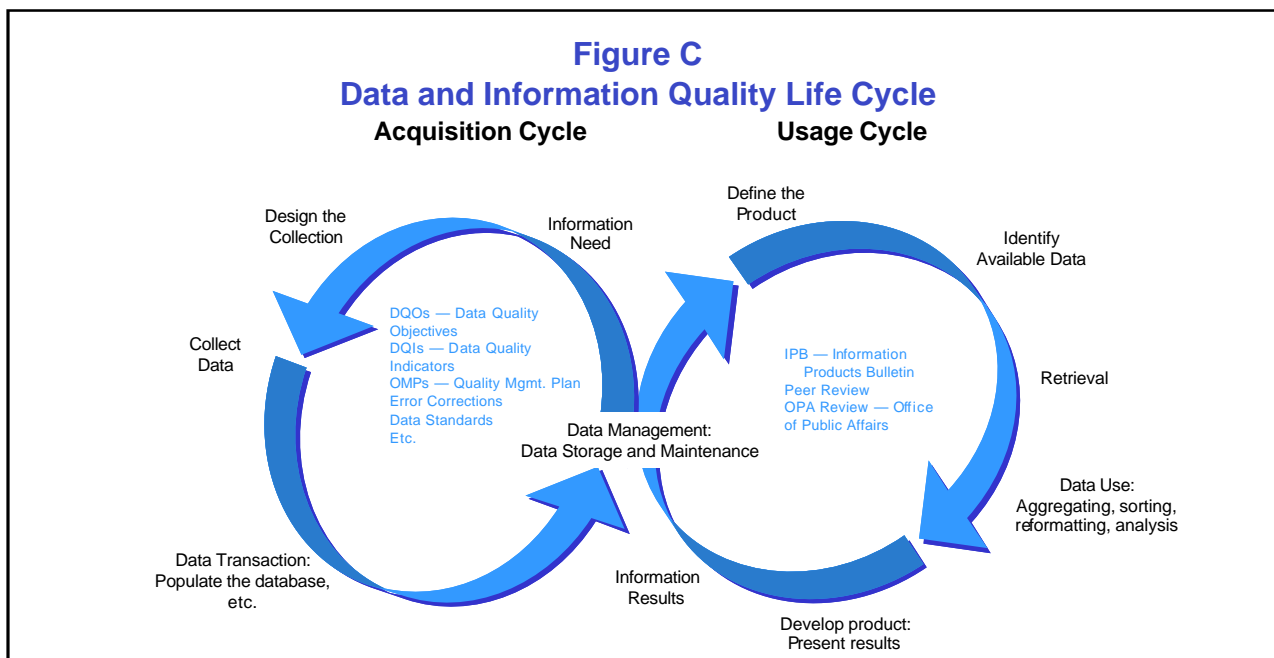 Figure C
Data and Information Quality Life Cycle
Acquisition Cycle
Usage Cycle
Design the
Collection
Information
Need
Collect
Data
DQOs — Data Quality
Objectives
DQIs — Data Quality
Indicators
OMPs — Quality Mgmt. Plan
Error Corrections
Data Standards
Etc.
Data Management:
Data Storage and Maintenance
Data Transaction:
Populate the database,
etc.
Define the
Product
Identify
Available Data
IPB — Information
Products Bulletin
Peer Review
OPA Review — Office
of Public Affairs
Retrieval
Data Use:
Aggregating, sorting,
reformatting, analysis
Information
Results
Develop product:
Present results